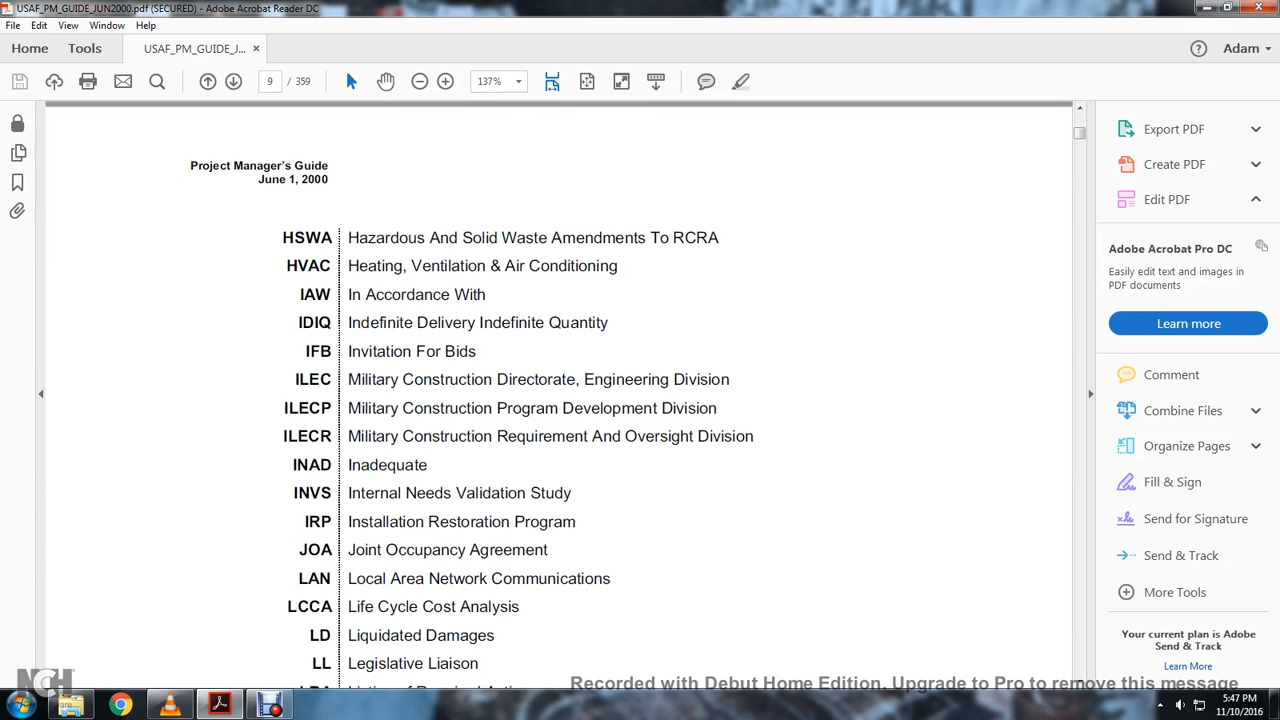 USAF_PM_GUIDE_JUN2000.pdf (SECURED) - Adobe Acrobat Reader DC
File Edit View Window Help
Home Tools USAF_PM_GUIDE_J... Adam
9 / 359 137%
Project Manager's Guide
June 1, 2000
HSWA Hazardous And Solid Waste Amendments To RCRA
HVAC Heating, Ventilation & Air Conditioning
IAW In Accordance With
IDIQ Indefinite Delivery Indefinite Quantity
IFB Invitation For Bids
ILEC Military Construction Directorate, Engineering Division
ILECP Military Construction Program Development Division
ILECR Military Construction Requirement And Oversight Division
INAD Inadequate
INVS Internal Needs Validation Study
IRP Installation Restoration Program
JOA Joint Occupancy Agreement
LAN Local Area Network Communications
LCCA Life Cycle Cost Analysis
LD Liquidated Damages
LL Legislative Liaison
Export PDF
Create PDF
Edit PDF
Adobe Acrobat Pro DC
Easily edit text and images in
PDF documents
Learn more
Comment
Combine Files
Organize Pages
Fill & Sign
Send for Signature
Send & Track
More Tools
Your current plan is Adobe
Send & Track
Learn More
NCH
Recorded with Debut Home Edition. Upgrade to Pro to remove this message
5:47 PM
11/10/2016